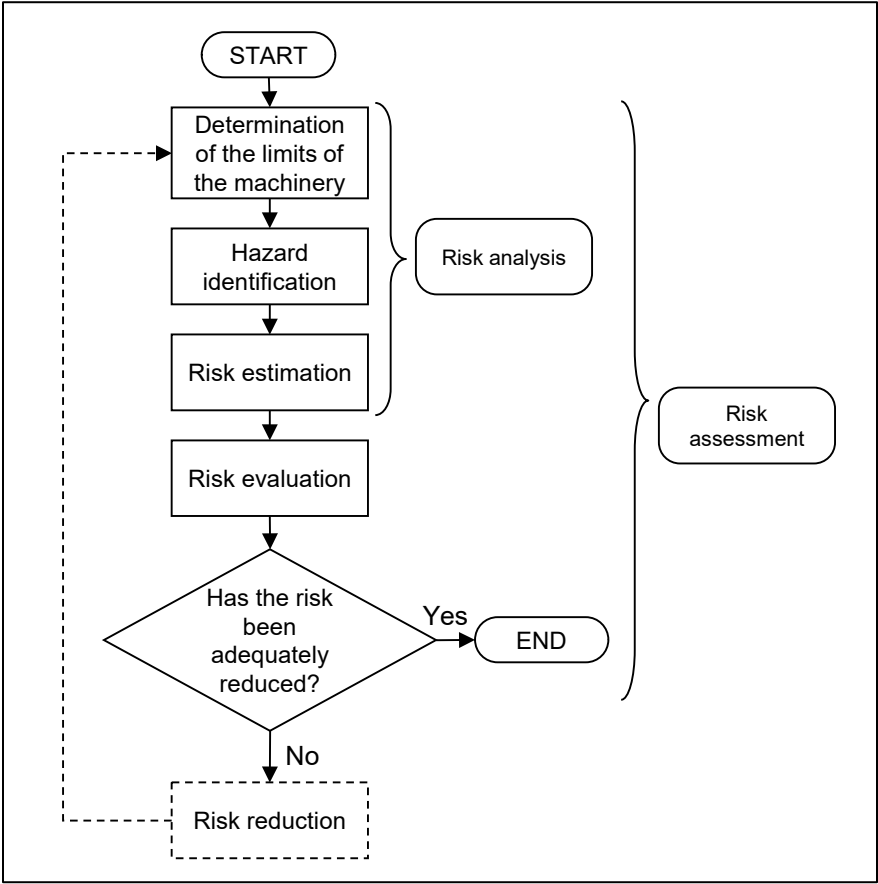 START
Determination
of the limits of
the machinery
Hazard
identification
Risk analysis
Risk estimation
Risk
assessment
Risk evaluation
Has the risk
been
adequately
reduced?
Yes
END
No
Risk reduction